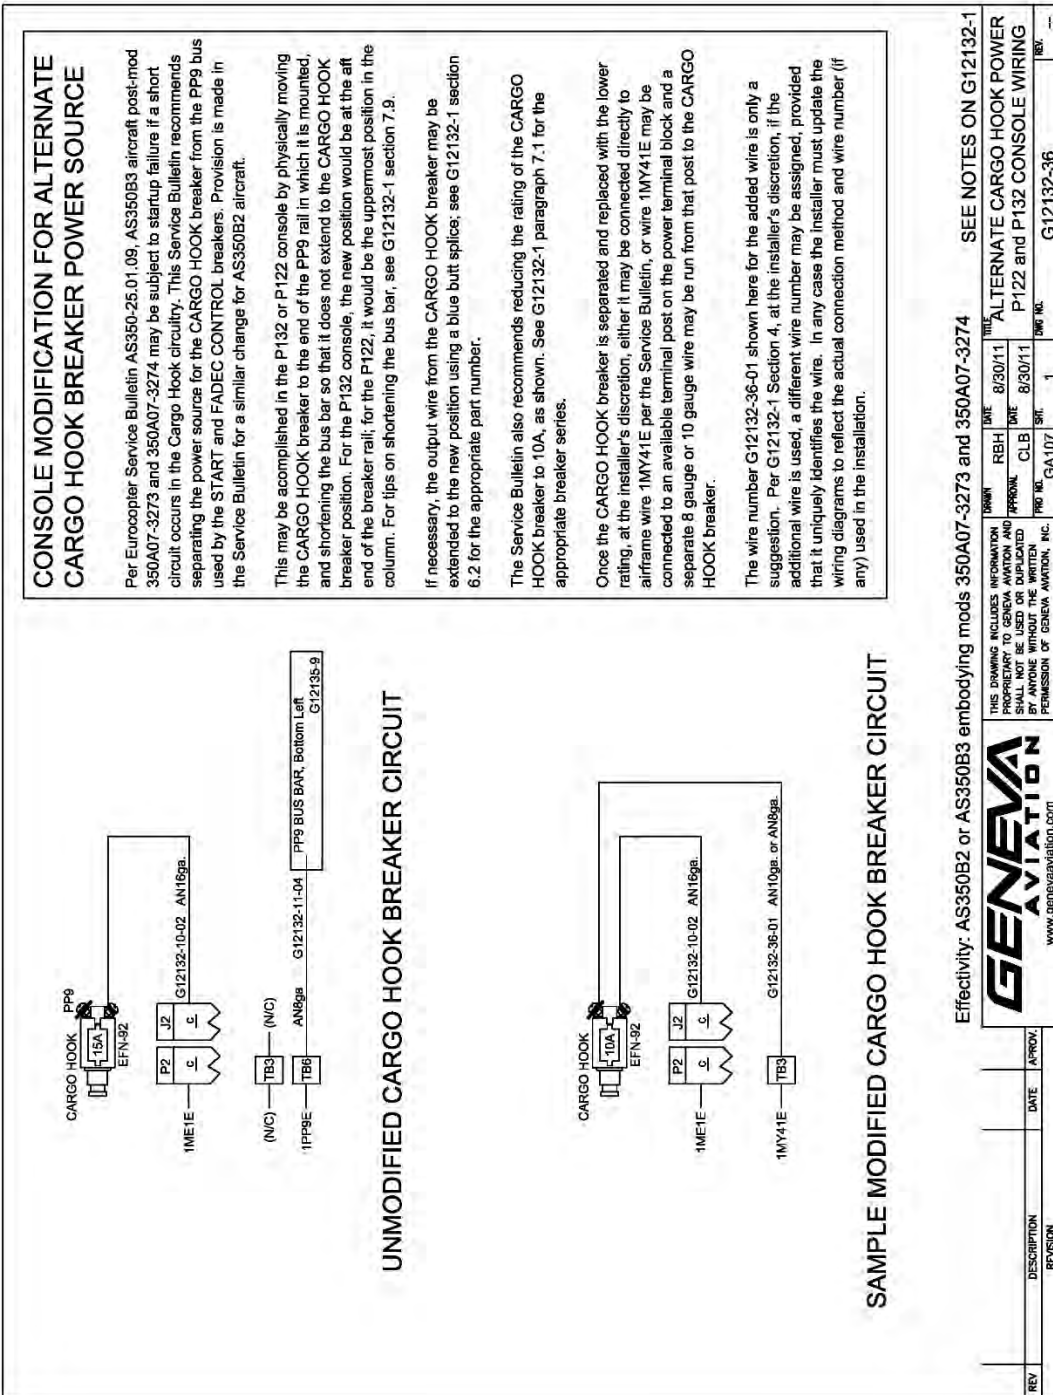 CONSOLE MODIFICATION FOR ALTERNATE
CARGO HOOK BREAKER POWER SOURCE
Per Eurocopter Service Bulletin AS350-25.01.09, AS350B3 aircraft post-mod
350A07-3273 and 350A07-3274 may be subject to startup failure if a short
circuit occurs in the Cargo Hook circuitry. This Service Bulletin recommends
separating the power source for the CARGO HOOK breaker from the PP9 bus
used by the START and FADEC CONTROL breakers. Provision is made in
the Service Bulletin for a similar change for AS350B2 aircraft.
This may be acomplished in the P132 or P122 console by physically moving
the CARGO HOOK breaker to the end of the PP9 rail in which it is mounted,
and shortening the bus bar so that it does not extend to the CARGO HOOK
breaker position. For the P132 console, the new position would be at the aft
end of the breaker rail; for the P122, it would be the uppermost position in the
column. For tips on shortening the bus bar, see G12132-1 section 7.9.
If necessary, the output wire from the CARGO HOOK breaker may be
extended to the new position using a blue butt splice; see G12132-1 section
6.2 for the appropriate part number.
The Service Bulletin also recommends reducing the rating of the CARGO
HOOK breaker to 10A, as shown. See G12132-1 paragraph 7.1 for the
appropriate breaker series.
Once the CARGO HOOK breaker is separated and replaced with the lower
rating, at the installer's discretion, either it may be connected directly to
airframe wire 1MY41E per the Service Bulletin, or wire 1MY41E may be
connected to an available terminal post on the power terminal block and a
separate 8 gauge or 10 gauge wire may be run from that post to the CARGO
HOOK breaker.
The wire number G12132-36-01 shown here for the added wire is only a
suggestion. Per G12132-1 Section 4, at the installer's discretion, if the
additional wire is used, a different wire number may be assigned, provided
that it uniquely identifies the wire. In any case the installer must update the
wiring diagrams to reflect the actual connection method and wire number (if
any) used in the installation.
CARGO HOOK
PP9
15A
EFN-92
P2
J2
c
c
1ME1E
G12132-10-02 AN16ga.
(N/C)
TB3
(N/C)
1PP9E
TB6
AN8ga
G12132-11-04
PP9 BUS BAR, Bottom Left
G12135-9
UNMODIFIED CARGO HOOK BREAKER CIRCUIT
CARGO HOOK
10A
EFN-92
P2
J2
c
c
1ME1E
G12132-10-02 AN16ga.
1MY41E
TB3
G12132-36-01 AN10ga. or AN8ga.
SAMPLE MODIFIED CARGO HOOK BREAKER CIRCUIT
Effectivity: AS350B2 or AS350B3 embodying mods 350A07-3273 and 350A07-3274
SEE NOTES ON G12132-1
REV
DESCRIPTION
DATE
APROV.
REVISION
GENEVA
AVIATION
www.genevaaviation.com
THIS DRAWING INCLUDES INFORMATION
PROPRIETARY TO GENEVA AVIATION AND
SHALL NOT BE USED OR DUPLICATED
BY ANYONE WITHOUT THE WRITTEN
PERMISSION OF GENEVA AVIATION, INC.
DRAWN
RBH
DATE
8/30/11
APPROVAL
CLB
DATE
8/30/11
PRD NO.
GA107
SHT.
1
TITLE
ALTERNATE CARGO HOOK POWER
P122 and P132 CONSOLE WIRING
DWG NO.
G12132-36
REV.
--